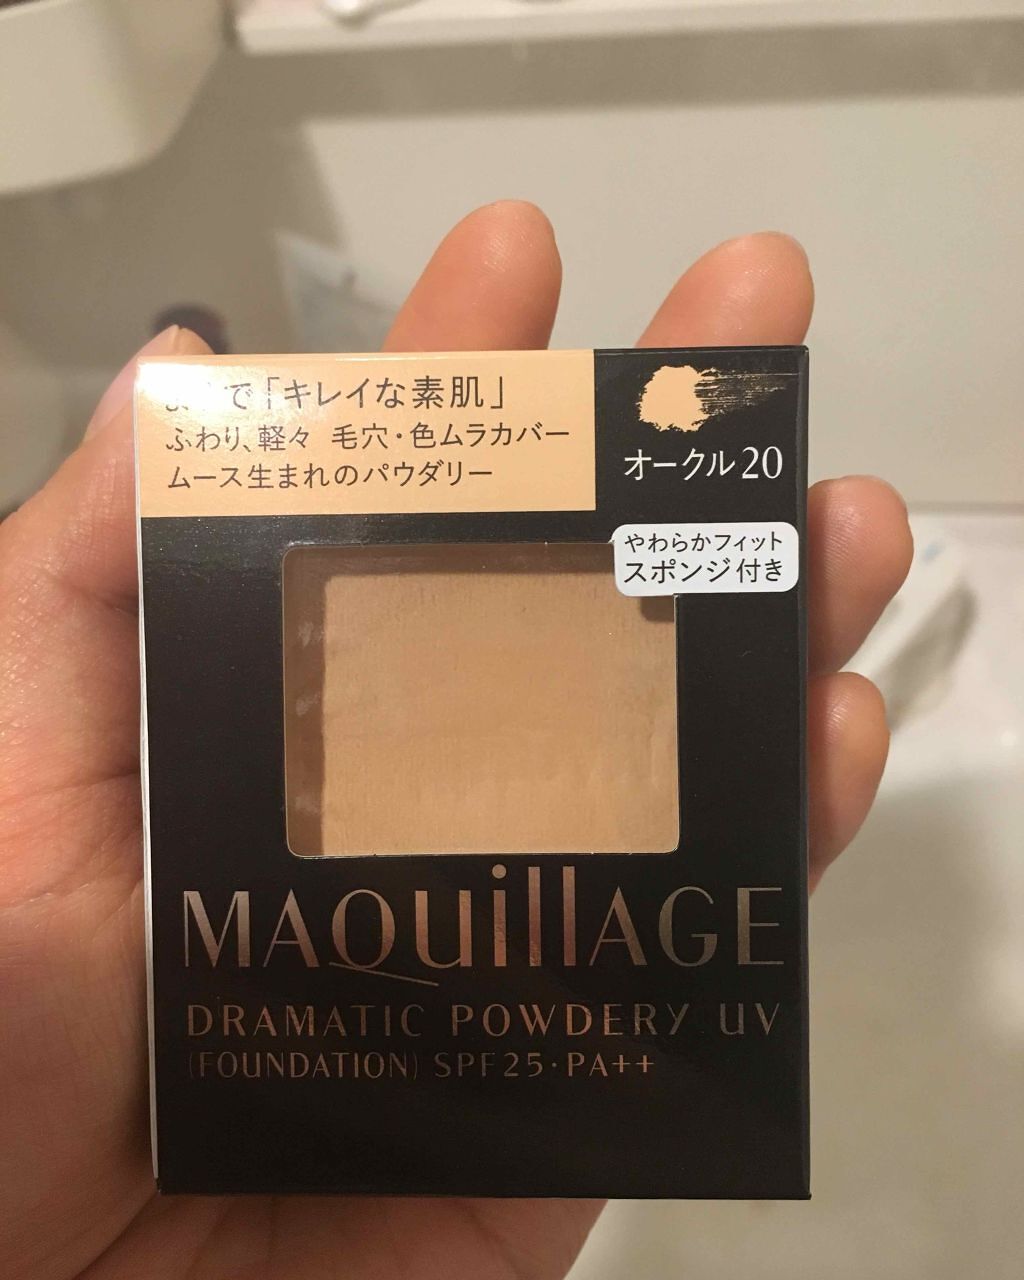 で「キレイな素肌」
ふわり、軽々 毛穴・色ムラカバー
ムース生まれのパウダリー
オークル20
やわらかフィット
スポンジ付き
MAQuillAGE
DRAMATIC POWDERY UV
(FOUNDATION) SPF25・PA++